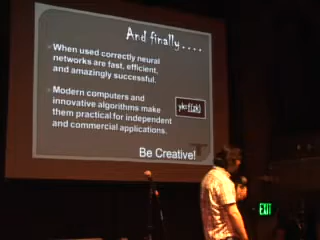 And finally . . . .
When used correctly neural
networks are fast, efficient,
and amazingly successful.
Modern computers and
innovative algorithms make
them practical for independent
and commercial applications.
Be Creative!
EXIT